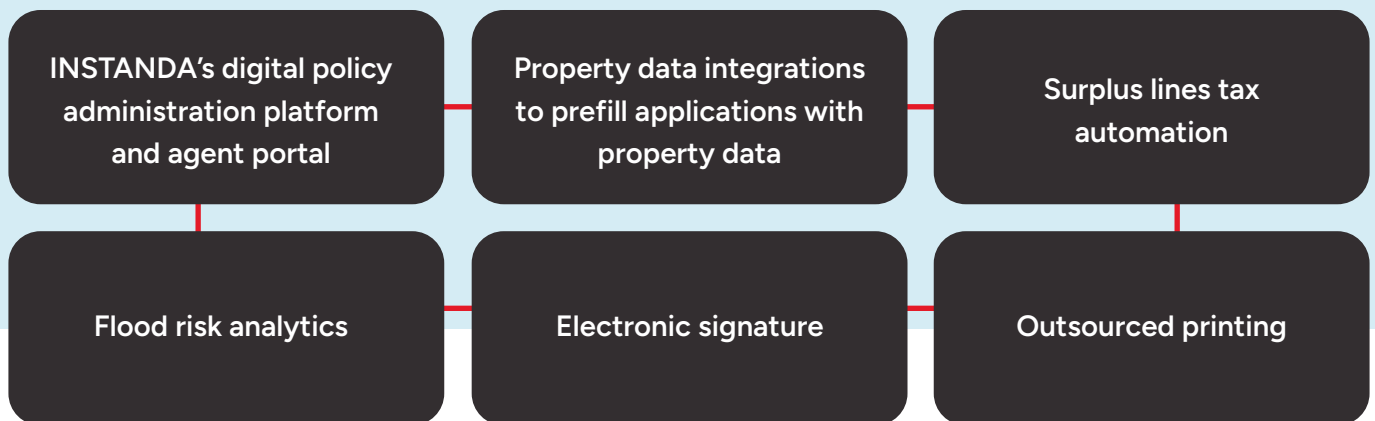 INSTANDA’s digital policy
administration platform
and agent portal
Property data integrations
to prefill applications with
property data
Surplus lines tax
automation
Flood risk analytics
Electronic signature
Outsourced printing